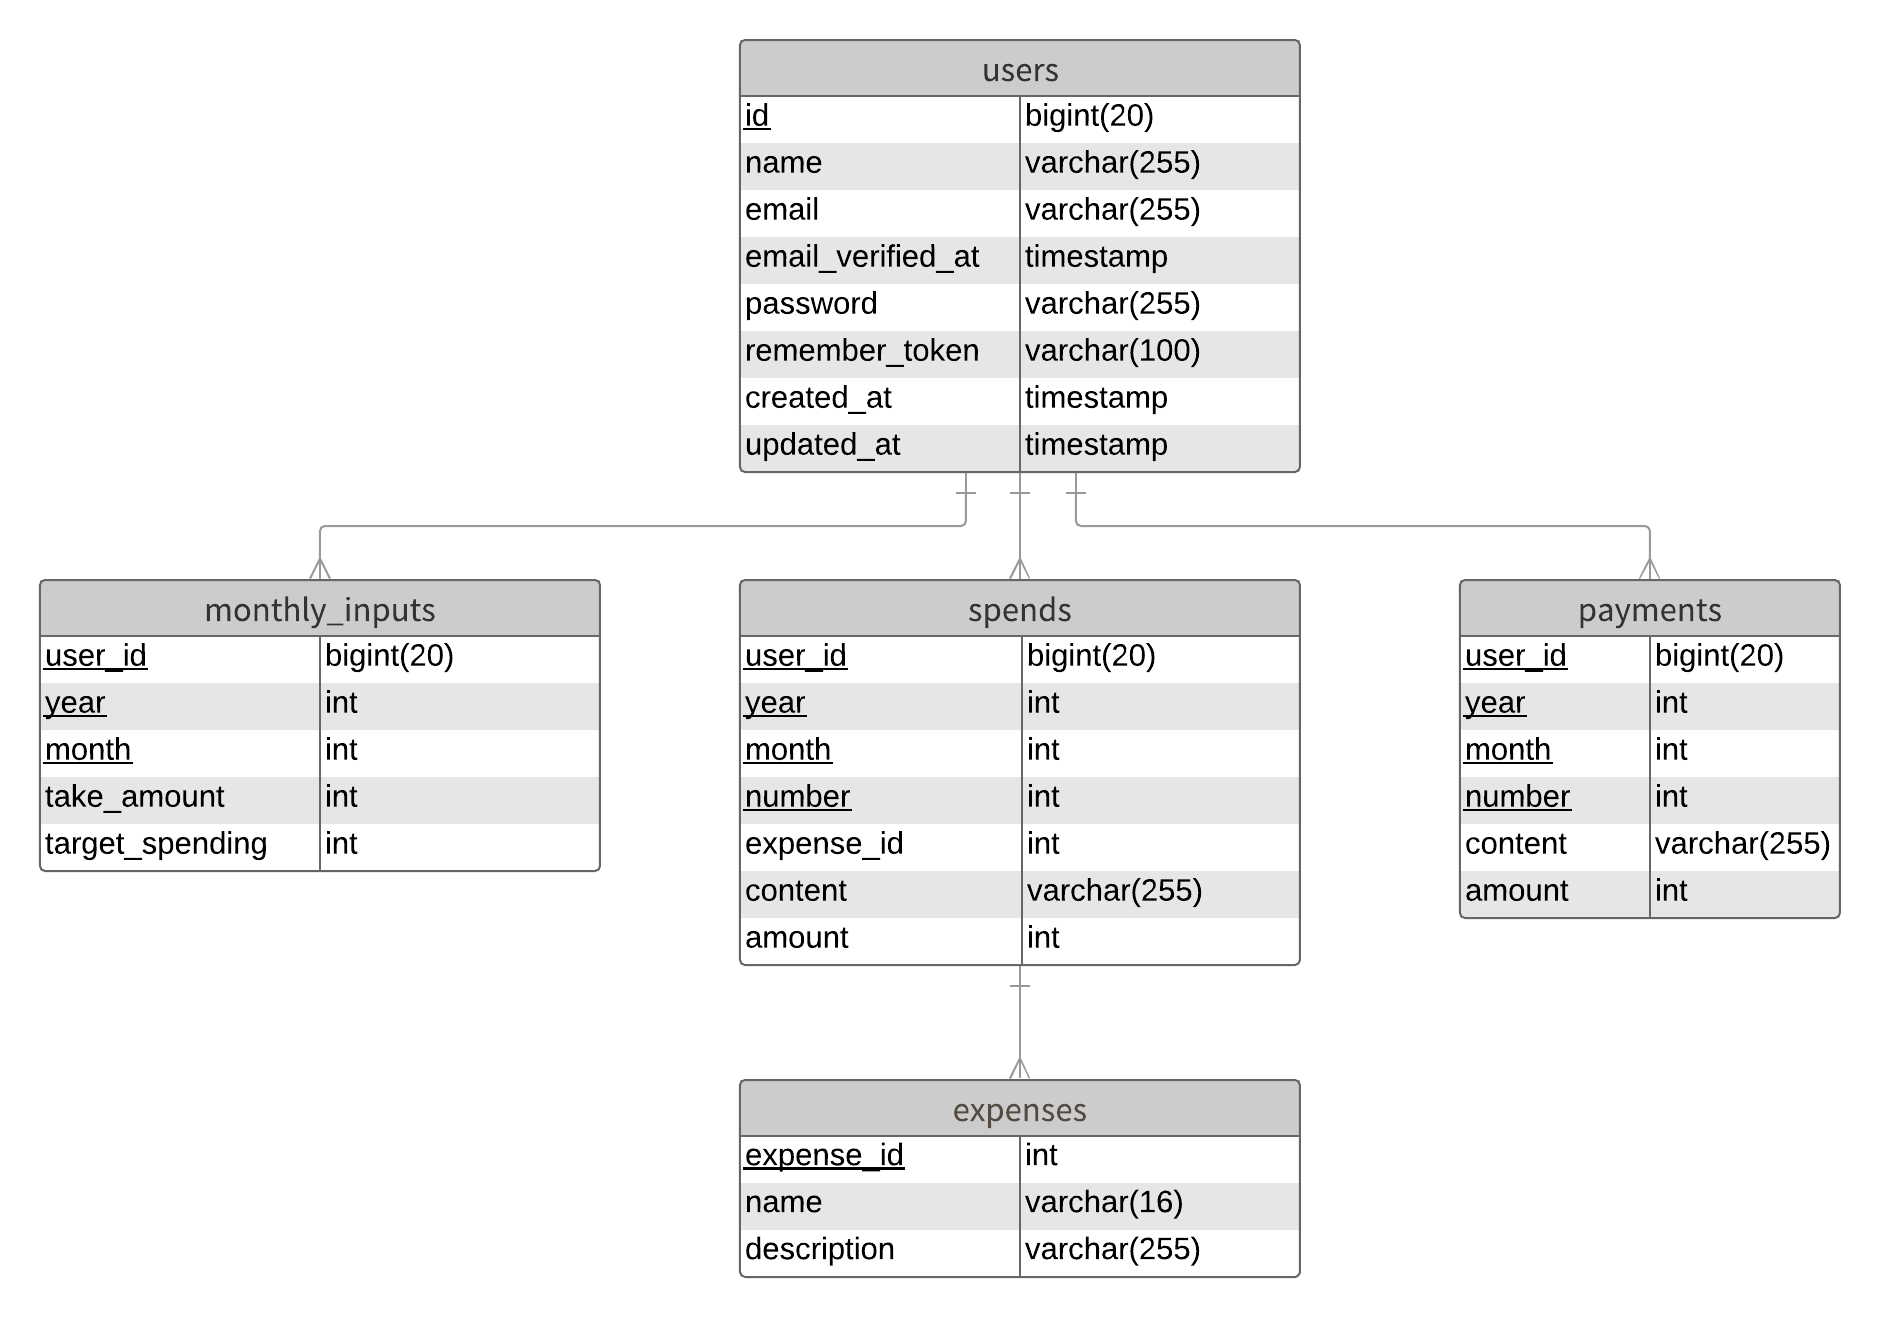 users
id bigint(20)
name varchar(255)
email varchar(255)
email_verified_at timestamp
password varchar(255)
remember_token varchar(100)
created_at timestamp
updated_at timestamp
monthly_inputs
user_id bigint(20)
year int
month int
take_amount int
target_spending int
spends
user_id bigint(20)
year int
month int
number int
expense_id int
content varchar(255)
amount int
payments
user_id bigint(20)
year int
month int
number int
content varchar(255)
amount int
expenses
expense_id int
name varchar(16)
description varchar(255)